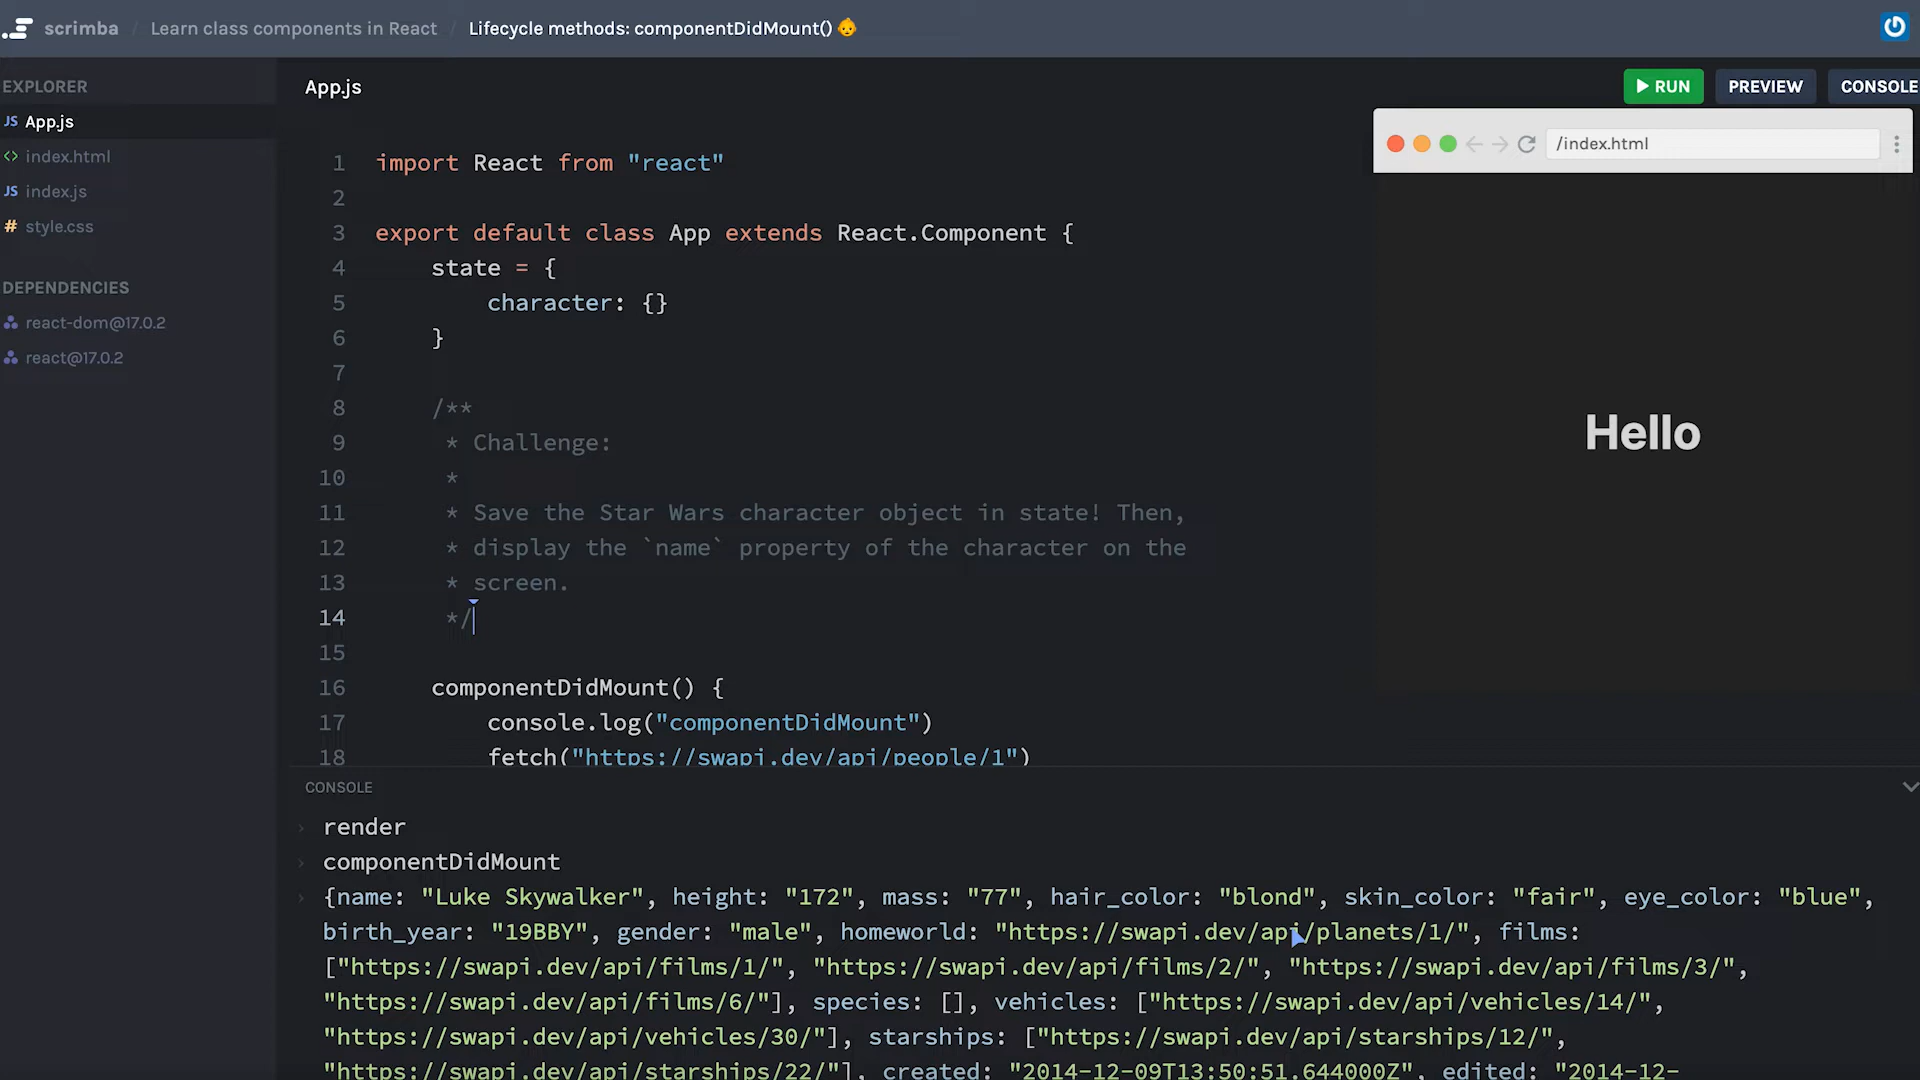 scrimba / Learn class components in React / Lifecycle methods: componentDidMount() 👶
EXPLORER
App.js
RUN
PREVIEW
CONSOLE
JS App.js
<> index.html
JS index.js
# style.css
DEPENDENCIES
react-dom@17.0.2
react@17.0.2
/index.html
Hello
1 import React from "react"
2
3 export default class App extends React.Component {
4 state = {
5 character: {}
6 }
7
8 /**
9 * Challenge:
10 *
11 * Save the Star Wars character object in state! Then,
12 * display the `name` property of the character on the
13 * screen.
14 */
15
16 componentDidMount() {
17 console.log("componentDidMount")
18 fetch("https://swapi.dev/api/people/1")
CONSOLE
› render
› componentDidMount
› {name: "Luke Skywalker", height: "172", mass: "77", hair_color: "blond", skin_color: "fair", eye_color: "blue",
birth_year: "19BBY", gender: "male", homeworld: "https://swapi.dev/api/planets/1/", films:
["https://swapi.dev/api/films/1/", "https://swapi.dev/api/films/2/", "https://swapi.dev/api/films/3/",
"https://swapi.dev/api/films/6/"], species: [], vehicles: ["https://swapi.dev/api/vehicles/14/",
"https://swapi.dev/api/vehicles/30/"], starships: ["https://swapi.dev/api/starships/12/",
"https://swapi.dev/api/starships/22/"], created: "2014-12-09T13:50:51.644000Z", edited: "2014-12-